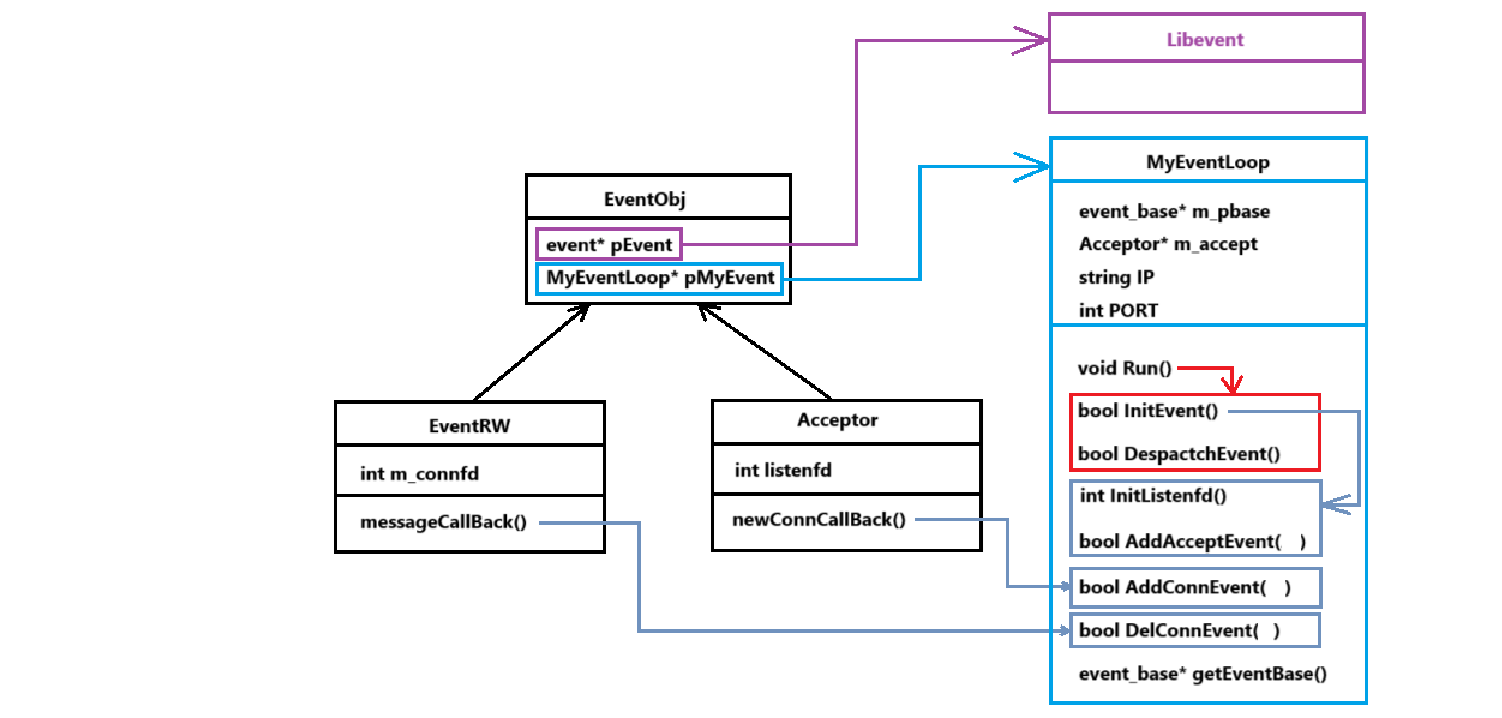 Libevent
MyEventLoop
event_base* m_pbase
Acceptor* m_accept
string IP
int PORT
void Run()
bool InitEvent()
bool DespactchEvent()
int InitListenfd()
bool AddAcceptEvent( )
bool AddConnEvent( )
bool DelConnEvent( )
event_base* getEventBase()
EventObj
event* pEvent
MyEventLoop* pMyEvent
EventRW
int m_connfd
messageCallBack()
Acceptor
int listenfd
newConnCallBack()